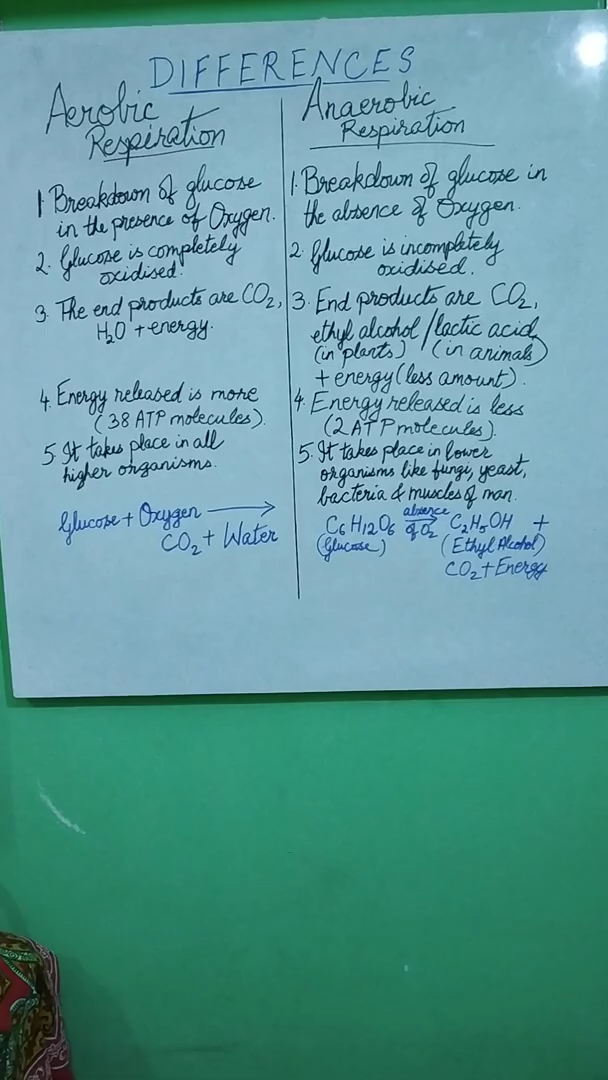 DIFFERENCES
Aerobic
Respiration
1. Breakdown of glucose
in the presence of Oxygen.
2. Glucose is completely
oxidised.
3. The end products are CO₂,
H₂O + energy.
4. Energy released is more
(38 ATP molecules).
5. It takes place in all
higher organisms.
Glucose + Oxygen ⟶
CO₂ + Water
Anaerobic
Respiration
1. Breakdown of glucose in
the absence of Oxygen.
2. Glucose is incompletely
oxidised.
3. End products are CO₂,
ethyl alcohol / lactic acid
(in plants) (in animals)
+ energy (less amount).
4. Energy released is less
(2 ATP molecules).
5. It takes place in lower
organisms like fungi, yeast,
bacteria & muscles of man.
absence
C₆H₁₂O₆ ⟶ C₂H₅OH +
of O₂
(Glucose) (Ethyl Alcohol)
CO₂ + Energy